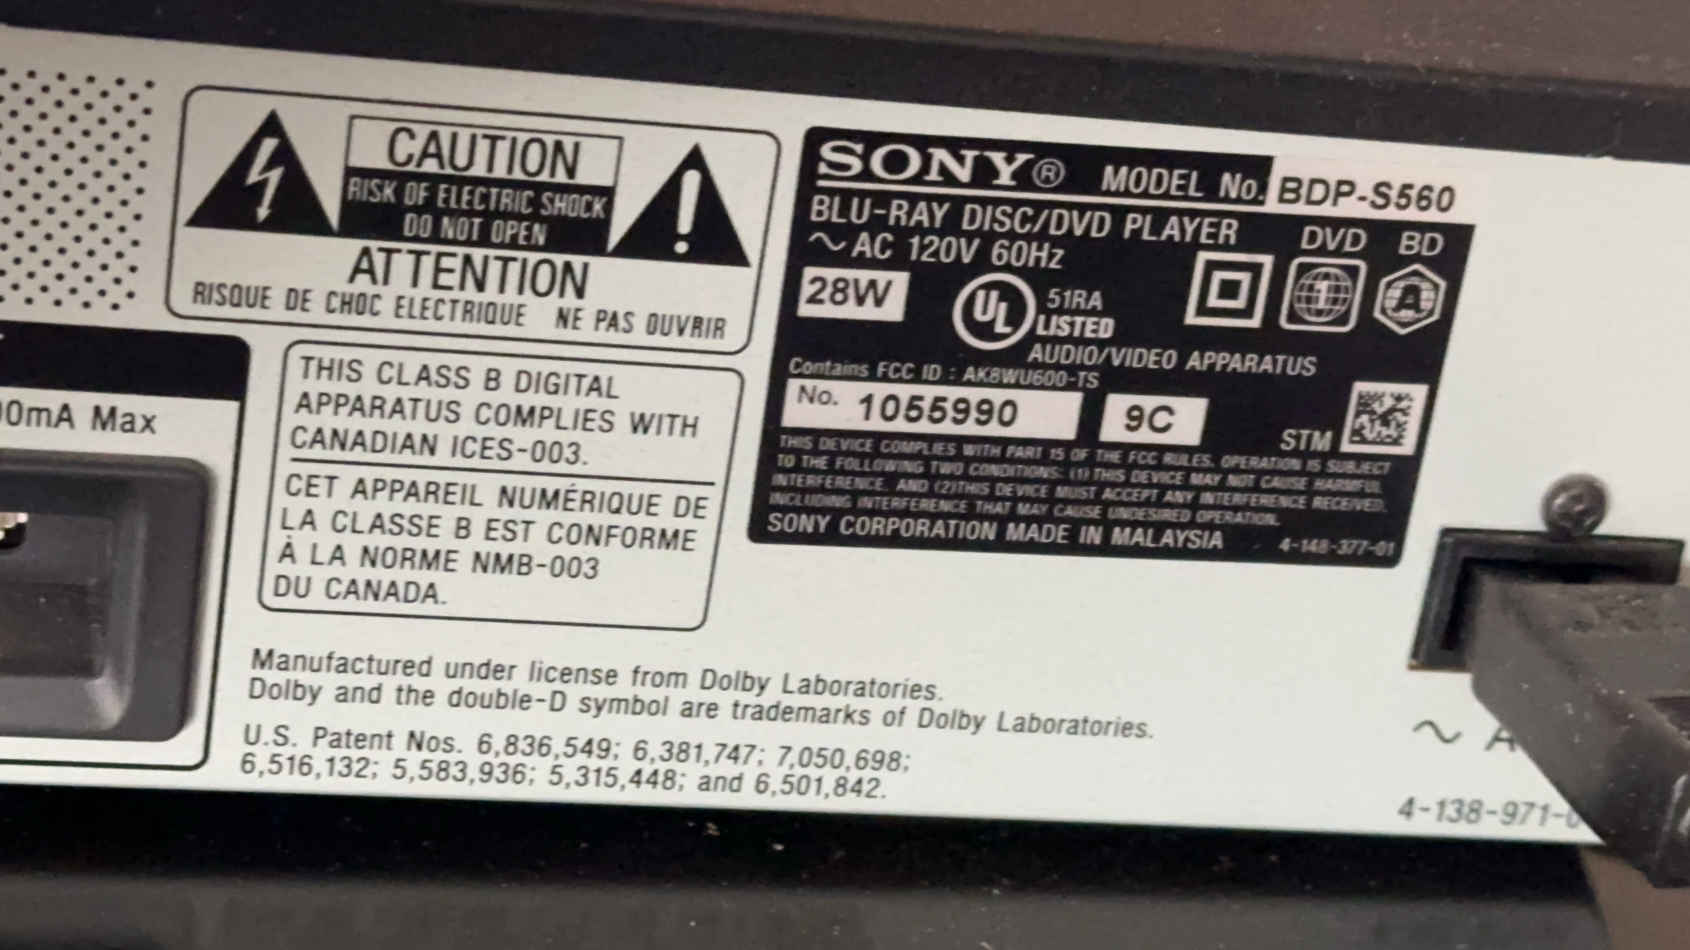 CAUTION
RISK OF ELECTRIC SHOCK
DO NOT OPEN
ATTENTION
RISQUE DE CHOC ELECTRIQUE NE PAS OUVRIR
THIS CLASS B DIGITAL
APPARATUS COMPLIES WITH
CANADIAN ICES-003.
CET APPAREIL NUMÉRIQUE DE
LA CLASSE B EST CONFORME
À LA NORME NMB-003
DU CANADA.
0mA Max
SONY® MODEL No. BDP-S560
BLU-RAY DISC/DVD PLAYER
~ AC 120V 60Hz
DVD BD
28W
UL
51RA
LISTED
1
A
AUDIO/VIDEO APPARATUS
Contains FCC ID : AK8WU600-TS
No. 1055990 9C
STM
THIS DEVICE COMPLIES WITH PART 15 OF THE FCC RULES. OPERATION IS SUBJECT
TO THE FOLLOWING TWO CONDITIONS: (1) THIS DEVICE MAY NOT CAUSE HARMFUL
INTERFERENCE, AND (2)THIS DEVICE MUST ACCEPT ANY INTERFERENCE RECEIVED,
INCLUDING INTERFERENCE THAT MAY CAUSE UNDESIRED OPERATION.
SONY CORPORATION MADE IN MALAYSIA 4-148-377-01
Manufactured under license from Dolby Laboratories.
Dolby and the double-D symbol are trademarks of Dolby Laboratories.
U.S. Patent Nos. 6,836,549; 6,381,747; 7,050,698;
6,516,132; 5,583,936; 5,315,448; and 6,501,842.
~ A
4-138-971-0